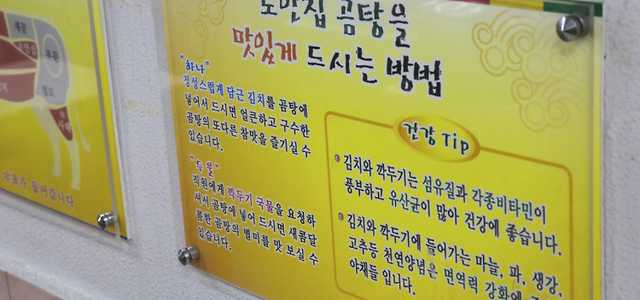 노안집 곰탕을
맛있게 드시는 방법
"하나"
정성스럽게 담근 김치를 곰탕에
넣어서 드시면 얼큰하고 구수한
곰탕의 또다른 참맛을 즐기실 수
있습니다.
"두울"
직원에게 깍두기 국물을 요청하
셔서 곰탕에 넣어 드시면 새콤달
콤한 곰탕의 별미를 맛 보실 수
있습니다.
건강 Tip
김치와 깍두기는 섬유질과 각종비타민이
풍부하고 유산균이 많아 건강에 좋습니다.
김치와 깍두기에 들어가는 마늘, 파, 생강,
고추등 천연양념은 면역력 강화에
야채들 입니다.
들어갑니다